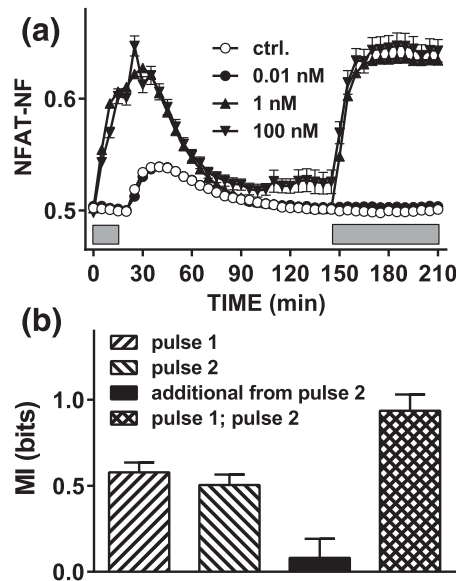 (a)
NFAT-NF
0.6
0.5
ctrl.
0.01 nM
1 nM
100 nM
0 30 60 90 120 150 180 210
TIME (min)
(b)
MI (bits)
1.0
0.5
0.0
pulse 1
pulse 2
additional from pulse 2
pulse 1; pulse 2